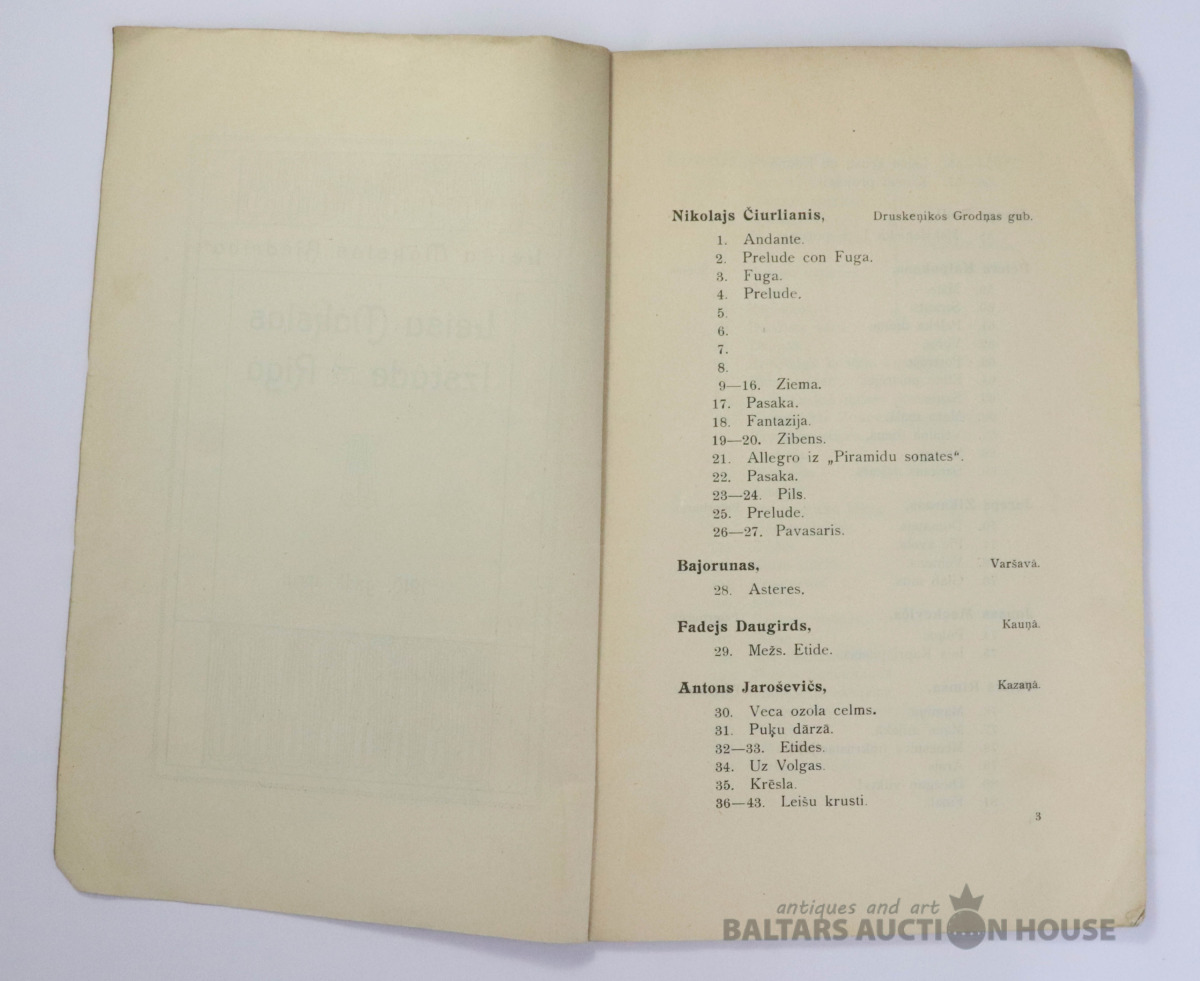 Nikolajs Čiurlianis, Druskeņikos Grodņas gub.
1. Andante.
2. Prelude con Fuga.
3. Fuga.
4. Prelude.
5.
6.
7.
8.
9—16. Ziema.
17. Pasaka.
18. Fantazija.
19—20. Zibens.
21. Allegro iz „Piramidu sonates“.
22. Pasaka.
23—24. Pils.
25. Prelude.
26—27. Pavasaris.
Bajorunas, Varšavā.
28. Asteres.
Fadejs Daugirds, Kauņā.
29. Mežs. Etide.
Antons Jaroševičs, Kazaņā.
30. Veca ozola celms.
31. Puķu dārzā.
32—33. Etides.
34. Uz Volgas.
35. Krēsla.
36—43. Leišu krusti.
3
antiques and art
BALTARS AUCTION HOUSE